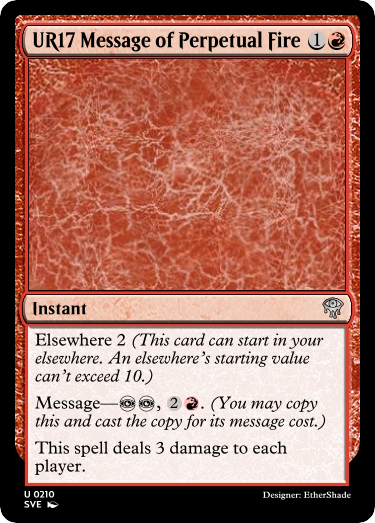 UR17 Message of Perpetual Fire 1
Instant
Elsewhere 2 (This card can start in your
elsewhere. An elsewhere's starting value
can't exceed 10.)
Message—, 2. (You may copy
this and cast the copy for its message cost.)
This spell deals 3 damage to each
player.
U 0210
SVE
Designer: EtherShade